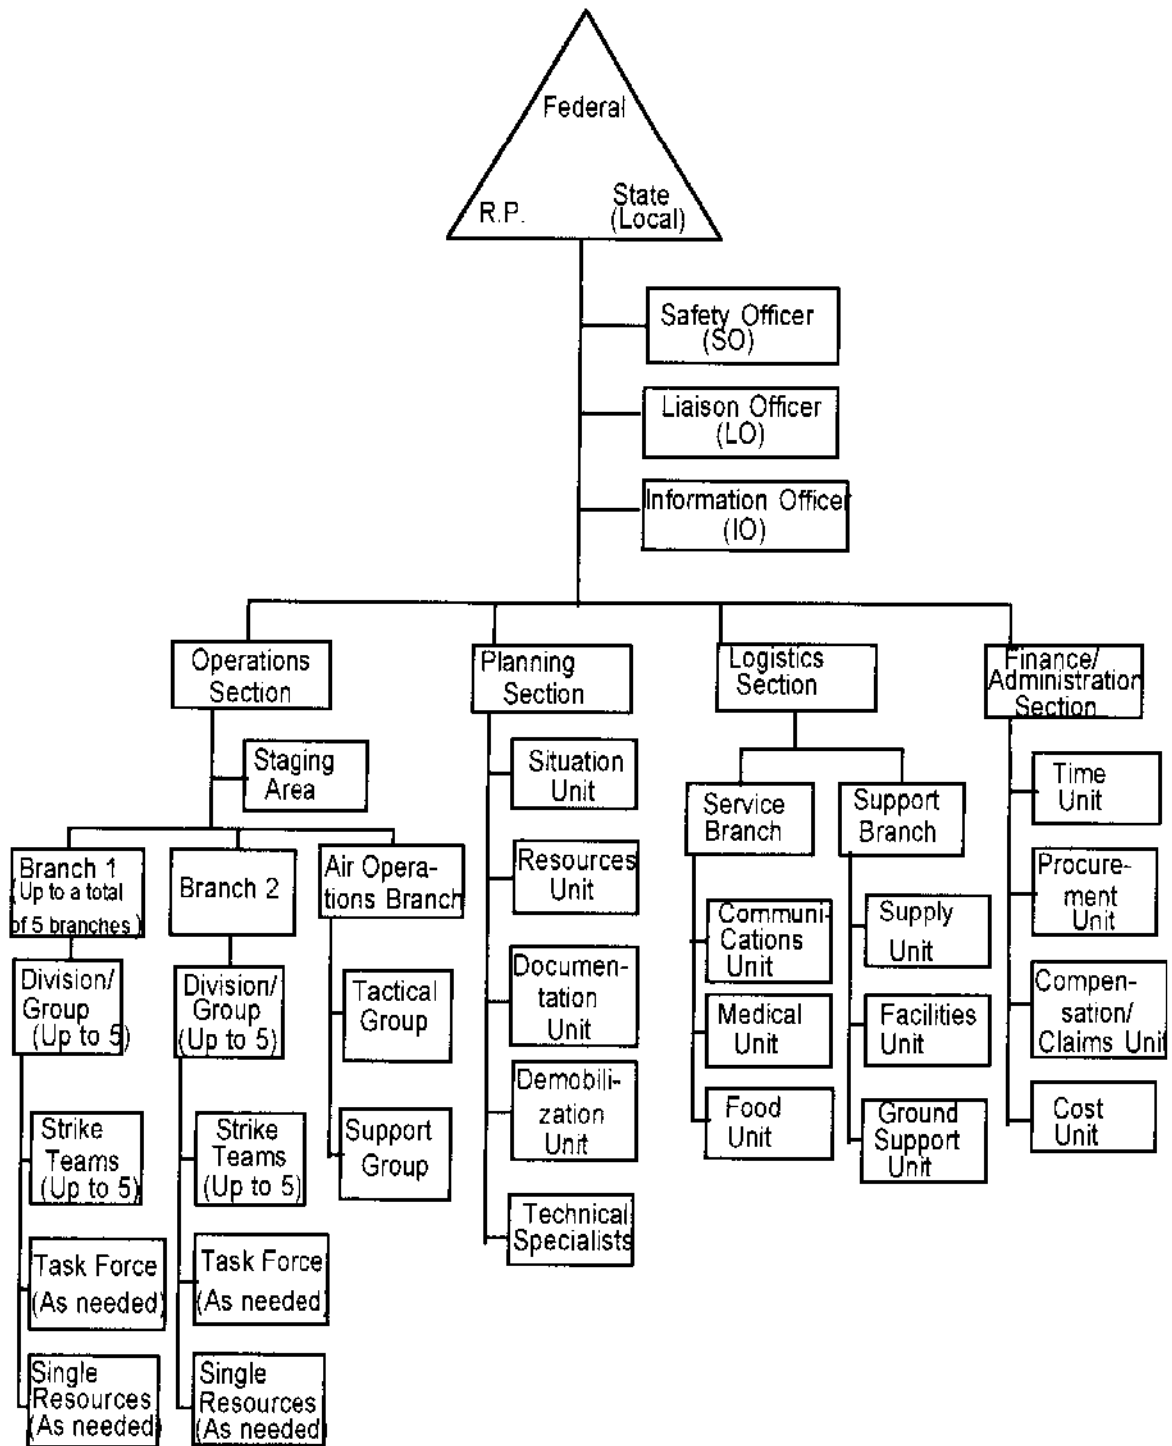 Federal
R.P.
State
(Local)
Safety Officer
(SO)
Liaison Officer
(LO)
Information Officer
(IO)
Operations
Section
Staging
Area
Branch 1
( Up to a total
of 5 branches )
Division/
Group
(Up to 5)
Strike
Teams
(Up to 5)
Task Force
(As needed)
Single
Resources
(As needed)
Branch 2
Division/
Group
(Up to 5)
Strike
Teams
(Up to 5)
Task Force
(As needed)
Single
Resources
(As needed)
Air Opera-
tions Branch
Tactical
Group
Support
Group
Planning
Section
Situation
Unit
Resources
Unit
Documen-
tation
Unit
Demobili-
zation
Unit
Technical
Specialists
Logistics
Section
Service
Branch
Communi-
Cations
Unit
Medical
Unit
Food
Unit
Support
Branch
Supply
Unit
Facilities
Unit
Ground
Support
Unit
Finance/
Administration
Section
Time
Unit
Procure-
ment
Unit
Compen-
sation/
Claims Unit
Cost
Unit